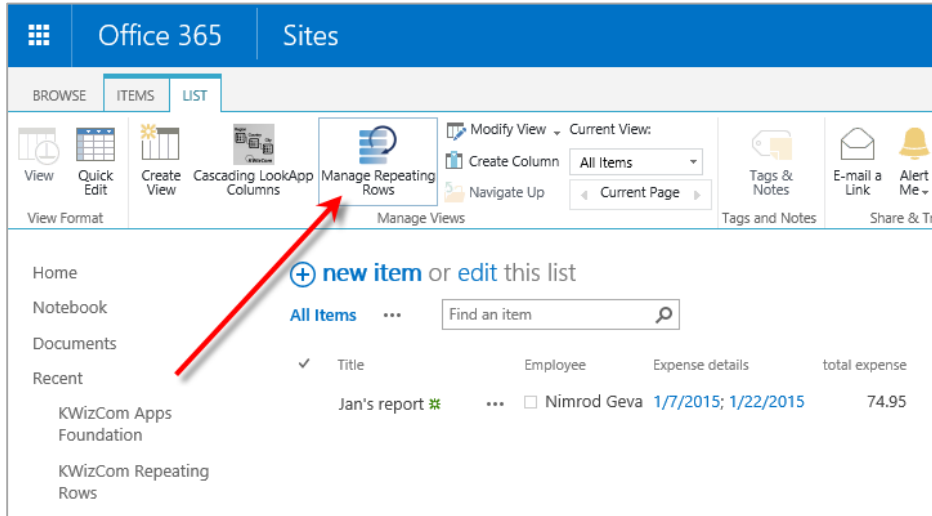 Office 365 Sites
BROWSE ITEMS LIST
View
Quick
Edit
View Format
Create
View
Cascading LookApp
Columns
Manage Repeating
Rows
Modify View
Create Column
Navigate Up
Current View:
All Items
Current Page
Manage Views
Tags &
Notes
Tags and Notes
E-mail a
Link
Alert
Me
Share & Tr
Home
Notebook
Documents
Recent
KWizCom Apps
Foundation
KWizCom Repeating
Rows
new item or edit this list
All Items ••• Find an item
Title Employee Expense details total expense
Jan's report ••• Nimrod Geva 1/7/2015; 1/22/2015 74.95